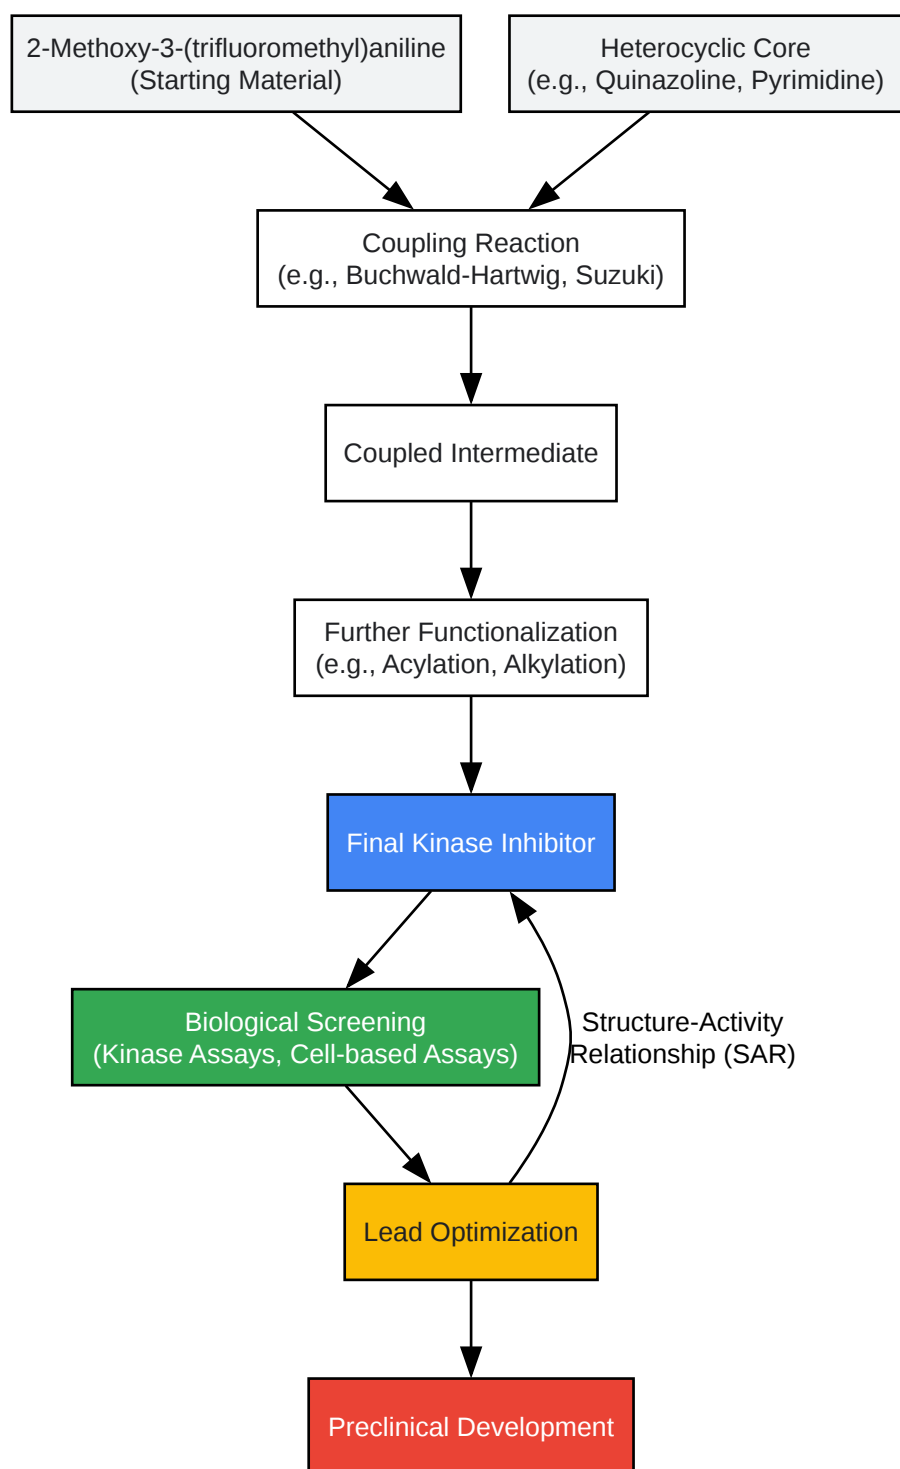 2-Methoxy-3-(trifluoromethyl)aniline
(Starting Material)
Heterocyclic Core
(e.g., Quinazoline, Pyrimidine)
Coupling Reaction
(e.g., Buchwald-Hartwig, Suzuki)
Coupled Intermediate
Further Functionalization
(e.g., Acylation, Alkylation)
Final Kinase Inhibitor
Biological Screening
(Kinase Assays, Cell-based Assays)
Structure-Activity
Relationship (SAR)
Lead Optimization
Preclinical Development